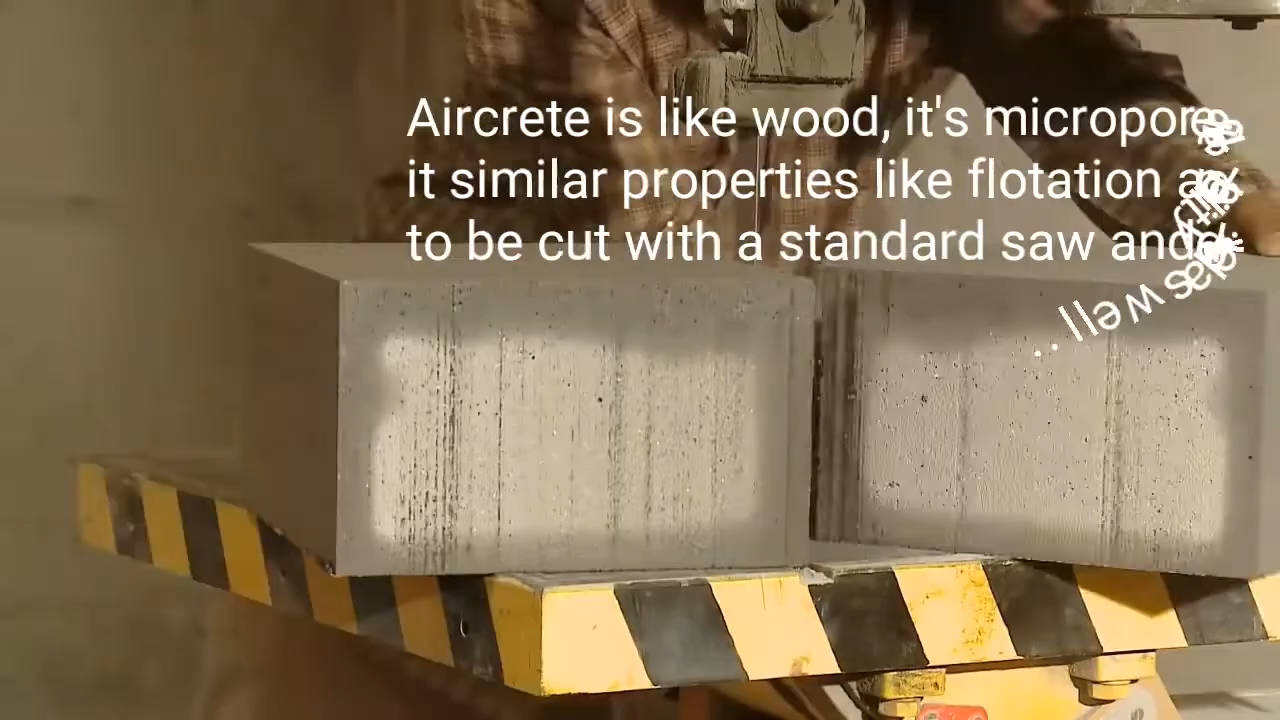 Aircrete is like wood, it's micropores
it similar properties like flotation
to be cut with a standard saw and
as well ..